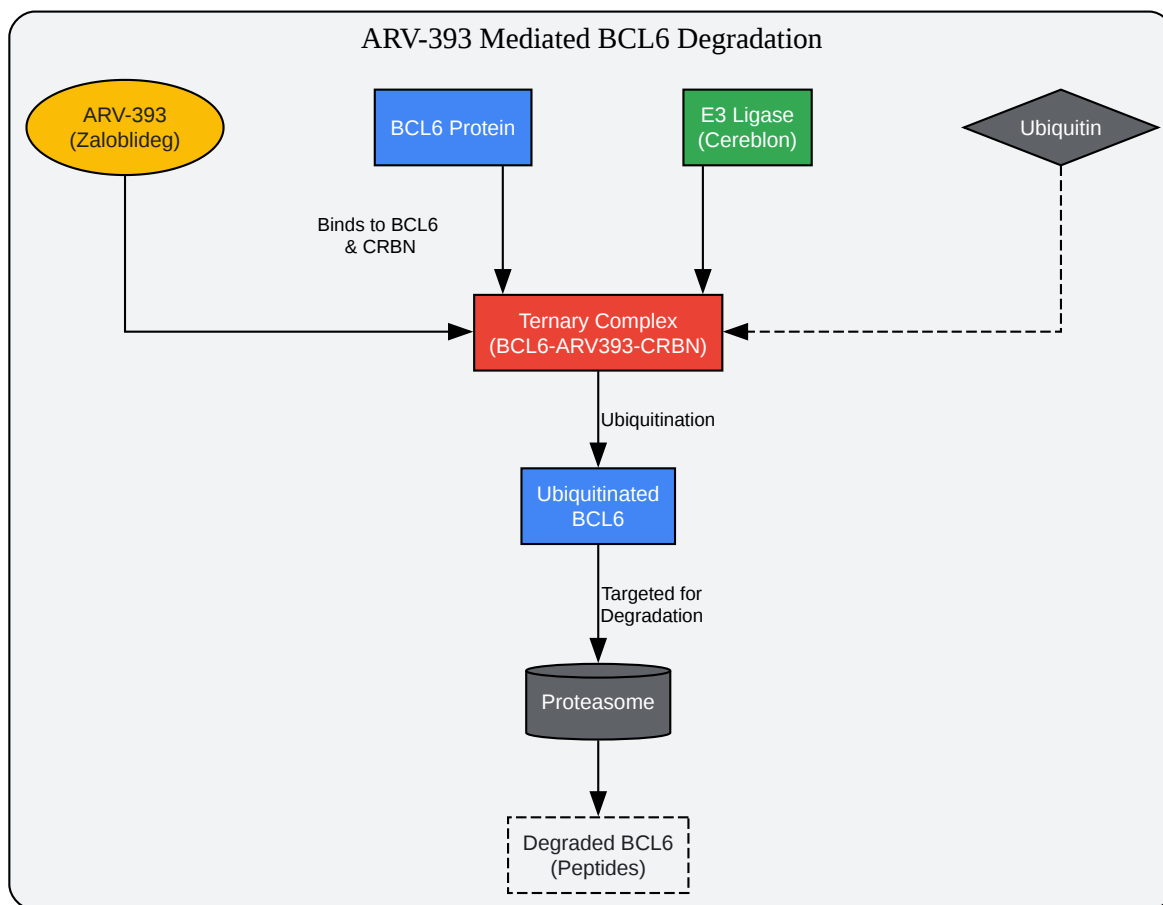 ARV-393 Mediated BCL6 Degradation
ARV-393
(Zaloblideg)
BCL6 Protein
E3 Ligase
(Cereblon)
Ubiquitin
Binds to BCL6
& CRBN
Ternary Complex
(BCL6-ARV393-CRBN)
Ubiquitination
Ubiquitinated
BCL6
Targeted for
Degradation
Proteasome
Degraded BCL6
(Peptides)